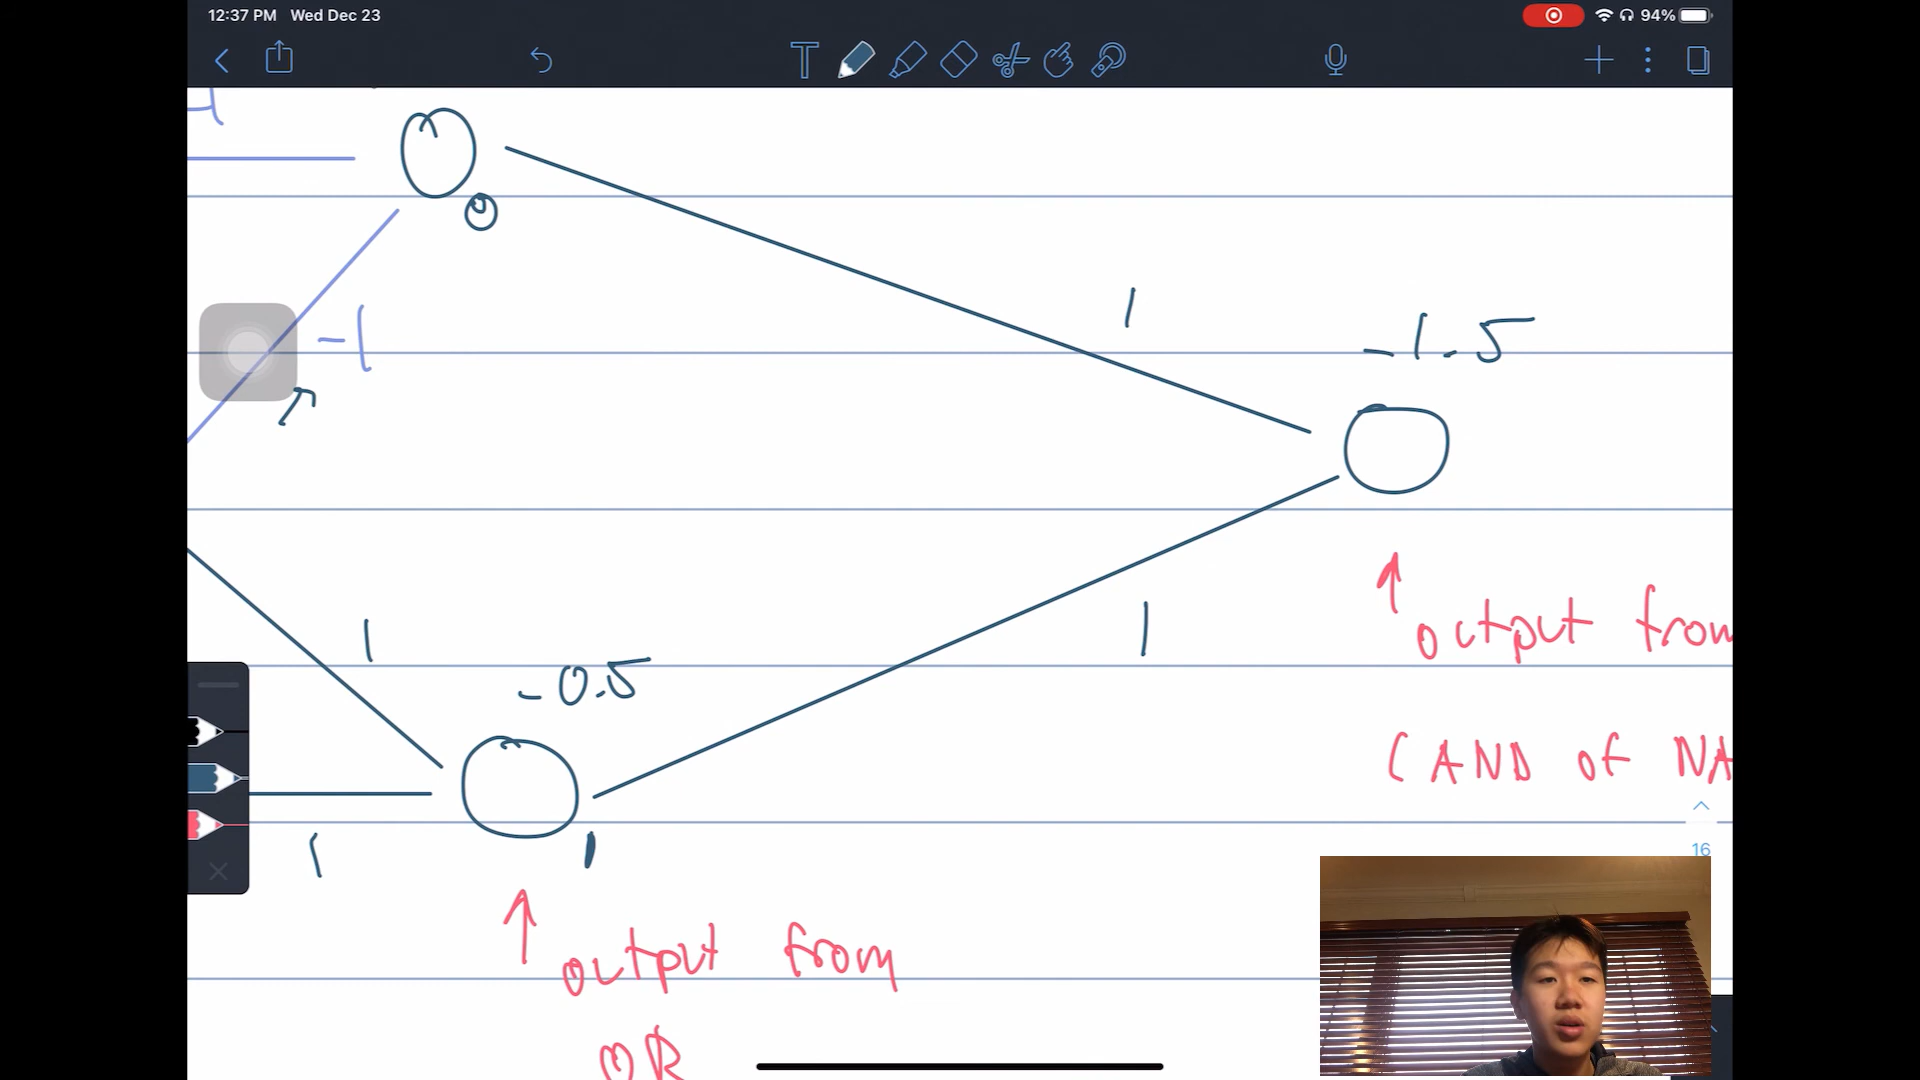 12:37 PM Wed Dec 23
94%
T
0
1
-1.5
-1
output from
1
1
-0.5
(AND of NA
16
1
1
output from
OR